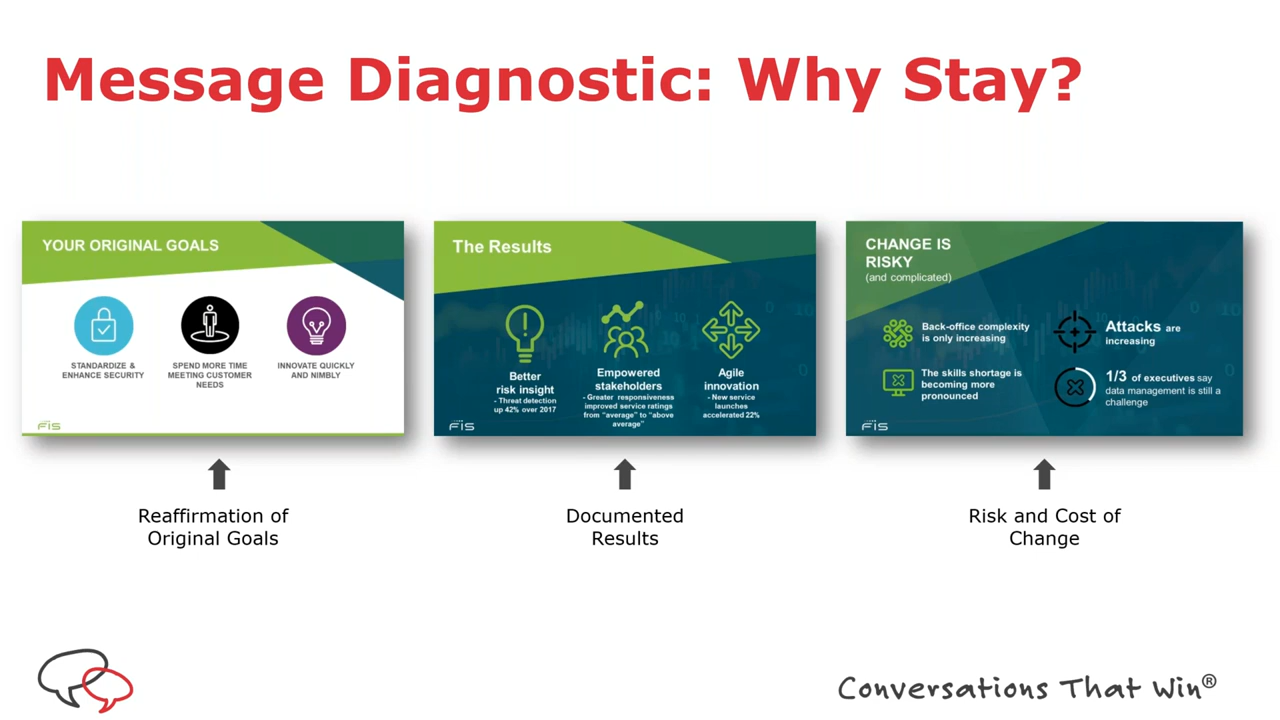 Message Diagnostic: Why Stay?
YOUR ORIGINAL GOALS
STANDARDIZE &
ENHANCE SECURITY
SPEND MORE TIME
MEETING CUSTOMER
NEEDS
INNOVATE QUICKLY
AND NIMBLY
FIS
The Results
Better
risk insight
- Threat detection
up 42% over 2017
Empowered
stakeholders
- Greater responsiveness
improved service ratings
from "average" to "above
average"
Agile
innovation
- New service
launches
accelerated 22%
FIS
CHANGE IS
RISKY
(and complicated)
Back-office complexity
is only increasing
Attacks are
increasing
The skills shortage is
becoming more
pronounced
1/3 of executives say
data management is still a
challenge
FIS
Reaffirmation of
Original Goals
Documented
Results
Risk and Cost of
Change
Conversations That Win®